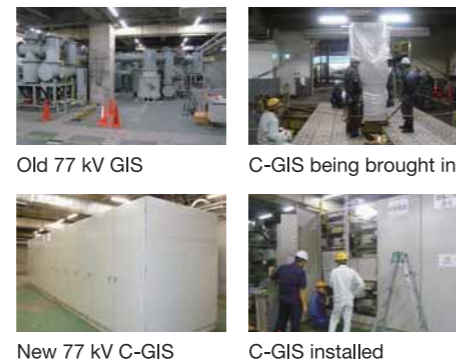 Old 77 kV GIS
C-GIS being brought in
New 77 kV C-GIS
C-GIS installed